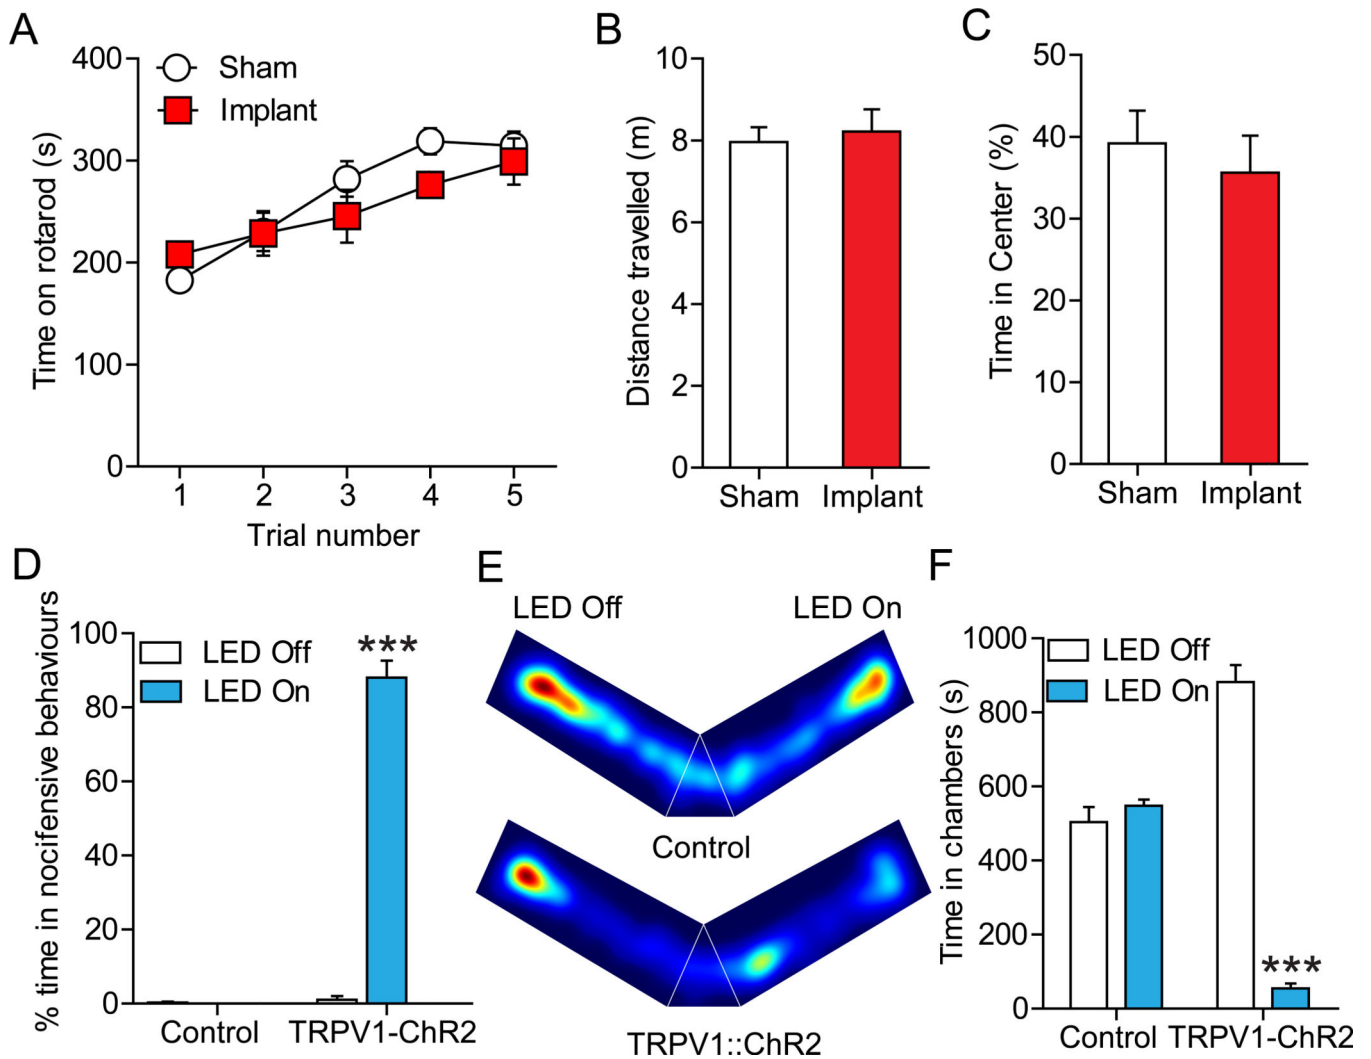 A
Time on rotarod (s)
400
300
200
100
0
Sham
Implant
1 2 3 4 5
Trial number
B
Distance travelled (m)
10
8
6
4
2
0
Sham Implant
C
Time in Center (%)
50
40
30
20
10
0
Sham Implant
D
% time in nocifensive behaviours
100
80
60
40
20
0
LED Off
LED On
***
Control TRPV1-ChR2
E
LED Off LED On
Control
TRPV1::ChR2
F
Time in chambers (s)
1000
800
600
400
200
0
LED Off
LED On
***
Control TRPV1-ChR2